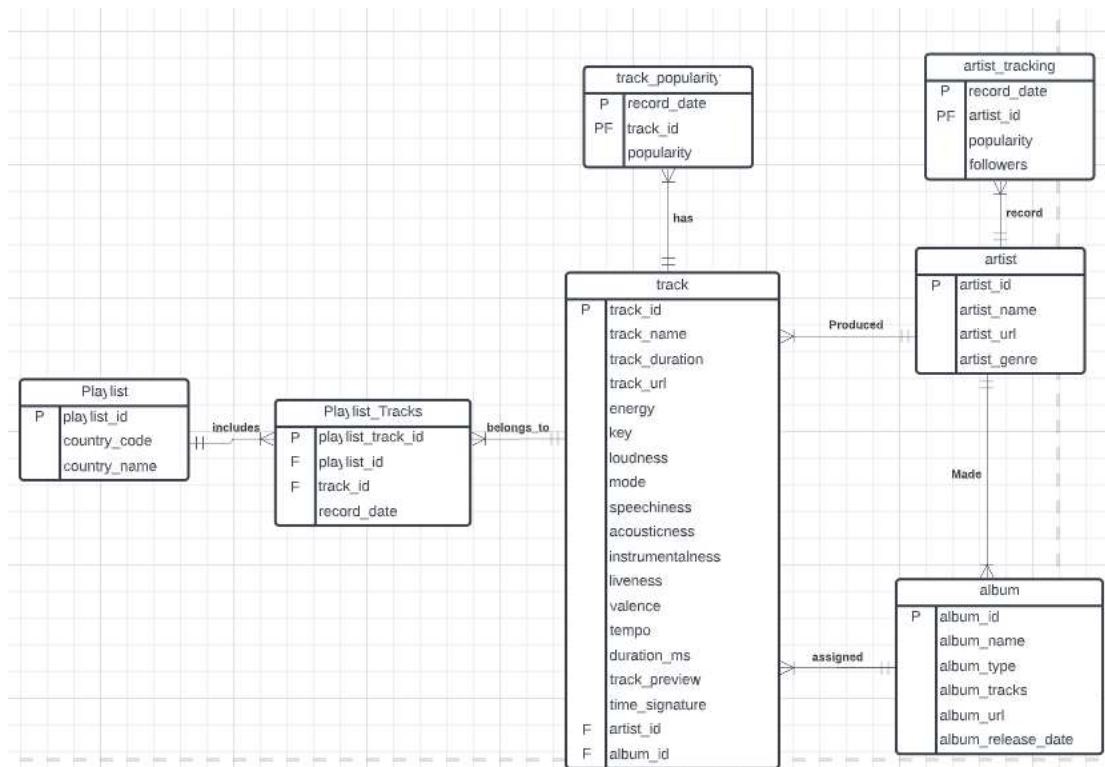 track_popularity
P record_date
PF track_id
popularity
artist_tracking
P record_date
PF artist_id
popularity
followers
has
record
artist
P artist_id
artist_name
artist_url
artist_genre
Produced
track
P track_id
track_name
track_duration
track_url
energy
key
loudness
mode
speechiness
acousticness
instrumentalness
liveness
valence
tempo
duration_ms
track_preview
time_signature
F artist_id
F album_id
Playlist
P playlist_id
country_code
country_name
includes
Playlist_Tracks
P playlist_track_id
F playlist_id
F track_id
record_date
belongs_to
Made
assigned
album
P album_id
album_name
album_type
album_tracks
album_url
album_release_date